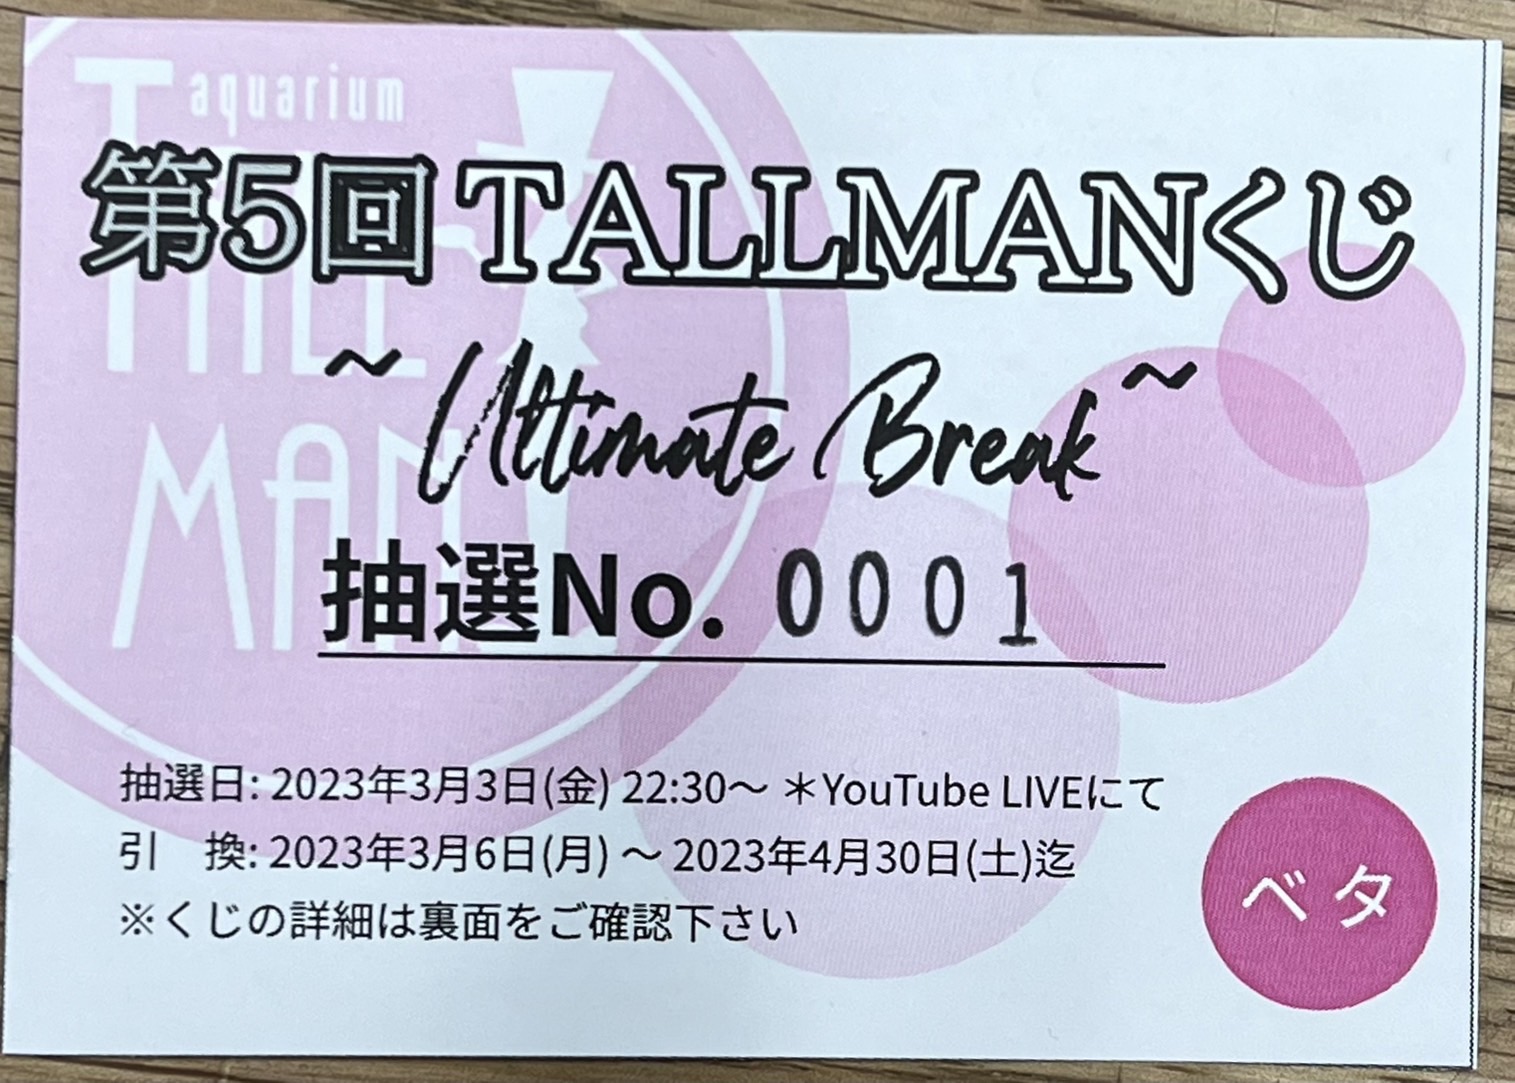 aquarium
TALL
MAN
第5回 TALLMANくじ
~ Ultimate Break ~
抽選No. 0001
抽選日: 2023年3月3日(金) 22:30～ ＊YouTube LIVEにて
引　換: 2023年3月6日(月) ～ 2023年4月30日(土)迄
※くじの詳細は裏面をご確認下さい
ベタ